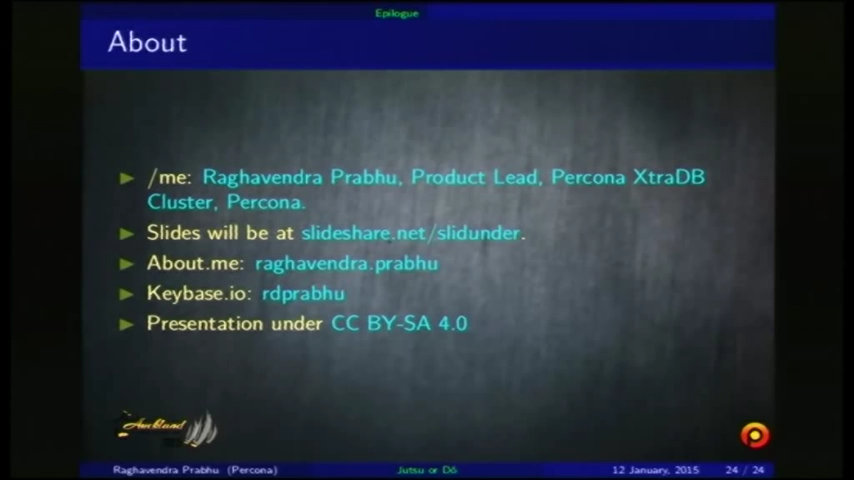 Epilogue
About
/me: Raghavendra Prabhu, Product Lead, Percona XtraDB
Cluster, Percona.
Slides will be at slideshare.net/slidunder.
About.me: raghavendra.prabhu
Keybase.io: rdprabhu
Presentation under CC BY-SA 4.0
Auckland
Raghavendra Prabhu (Percona) Jutsu or Dō 12 January, 2015 24 / 24